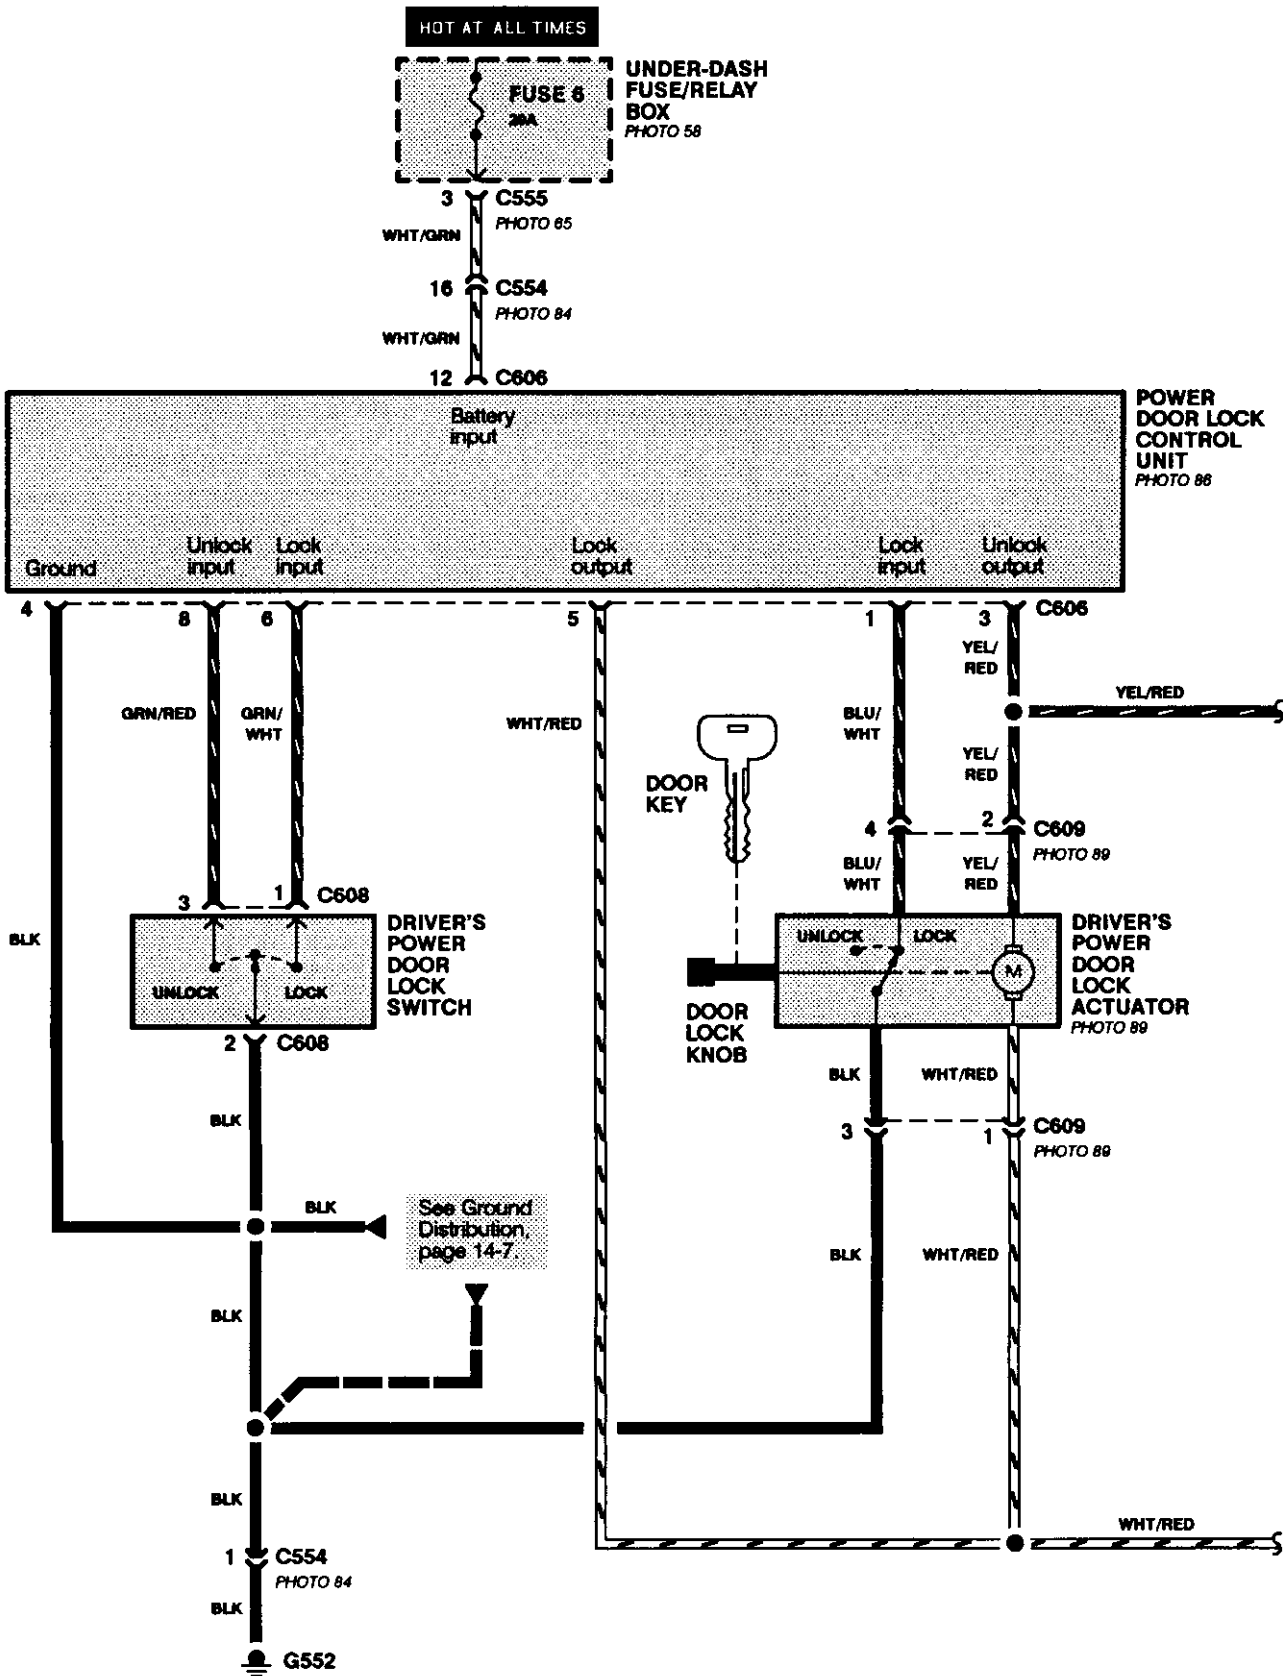 HOT AT ALL TIMES
FUSE 6
20A
UNDER-DASH
FUSE/RELAY
BOX
PHOTO 58
3 C555
PHOTO 65
WHT/GRN
16 C554
PHOTO 84
WHT/GRN
12 C606
Battery
input
POWER
DOOR LOCK
CONTROL
UNIT
PHOTO 86
Ground
Unlock
input
Lock
input
Lock
output
Lock
input
Unlock
output
4 8 6 5 1 3 C606
YEL/
RED
YEL/RED
GRN/RED
GRN/
WHT
WHT/RED
BLU/
WHT
YEL/
RED
DOOR
KEY
4 2 C609
PHOTO 89
BLU/
WHT
YEL/
RED
3 1 C608
BLK
UNLOCK LOCK
DRIVER'S
POWER
DOOR
LOCK
SWITCH
UNLOCK LOCK
M
DRIVER'S
POWER
DOOR
LOCK
ACTUATOR
PHOTO 89
DOOR
LOCK
KNOB
2 C608
BLK
BLK
WHT/RED
3 1 C609
PHOTO 89
BLK
See Ground
Distribution,
page 14-7.
BLK
WHT/RED
BLK
BLK
WHT/RED
1 C554
PHOTO 84
BLK
G552